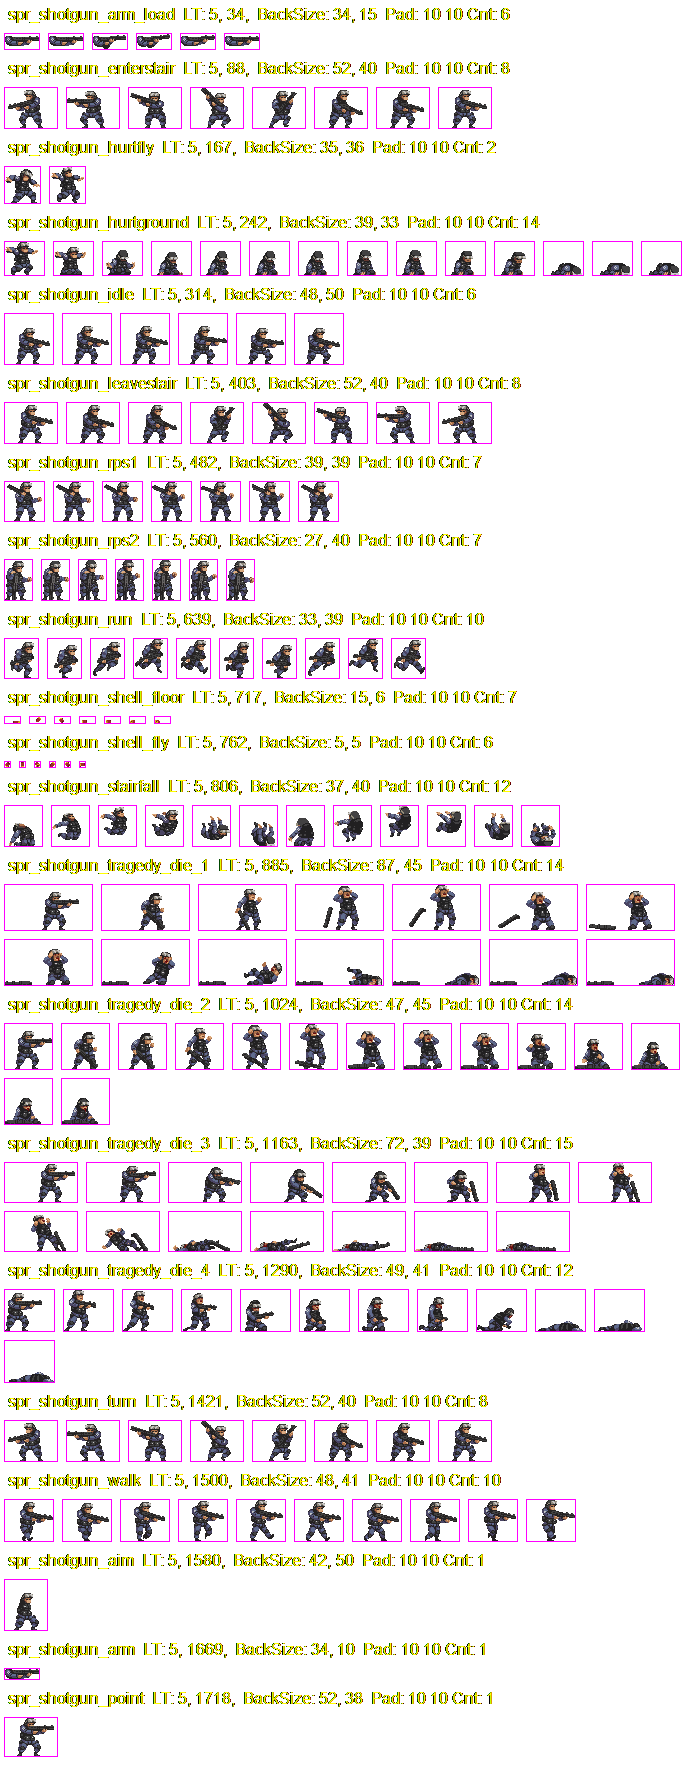 spr_shotgun_arm_load LT: 5, 34, BackSize: 34, 15 Pad: 10 10 Cnt: 6
spr_shotgun_enterstair LT: 5, 88, BackSize: 52, 40 Pad: 10 10 Cnt: 8
spr_shotgun_hurtfly LT: 5, 167, BackSize: 35, 36 Pad: 10 10 Cnt: 2
spr_shotgun_hurtground LT: 5, 242, BackSize: 39, 33 Pad: 10 10 Cnt: 14
spr_shotgun_idle LT: 5, 314, BackSize: 48, 50 Pad: 10 10 Cnt: 6
spr_shotgun_leavestair LT: 5, 403, BackSize: 52, 40 Pad: 10 10 Cnt: 8
spr_shotgun_rps1 LT: 5, 482, BackSize: 39, 39 Pad: 10 10 Cnt: 7
spr_shotgun_rps2 LT: 5, 560, BackSize: 27, 40 Pad: 10 10 Cnt: 7
spr_shotgun_run LT: 5, 639, BackSize: 33, 39 Pad: 10 10 Cnt: 10
spr_shotgun_shell_floor LT: 5, 717, BackSize: 15, 6 Pad: 10 10 Cnt: 7
spr_shotgun_shell_fly LT: 5, 762, BackSize: 5, 5 Pad: 10 10 Cnt: 6
spr_shotgun_stairfall LT: 5, 806, BackSize: 37, 40 Pad: 10 10 Cnt: 12
spr_shotgun_tragedy_die_1 LT: 5, 885, BackSize: 87, 45 Pad: 10 10 Cnt: 14
spr_shotgun_tragedy_die_2 LT: 5, 1024, BackSize: 47, 45 Pad: 10 10 Cnt: 14
spr_shotgun_tragedy_die_3 LT: 5, 1163, BackSize: 72, 39 Pad: 10 10 Cnt: 15
spr_shotgun_tragedy_die_4 LT: 5, 1290, BackSize: 49, 41 Pad: 10 10 Cnt: 12
spr_shotgun_turn LT: 5, 1421, BackSize: 52, 40 Pad: 10 10 Cnt: 8
spr_shotgun_walk LT: 5, 1500, BackSize: 48, 41 Pad: 10 10 Cnt: 10
spr_shotgun_aim LT: 5, 1580, BackSize: 42, 50 Pad: 10 10 Cnt: 1
spr_shotgun_arm LT: 5, 1669, BackSize: 34, 10 Pad: 10 10 Cnt: 1
spr_shotgun_point LT: 5, 1718, BackSize: 52, 38 Pad: 10 10 Cnt: 1